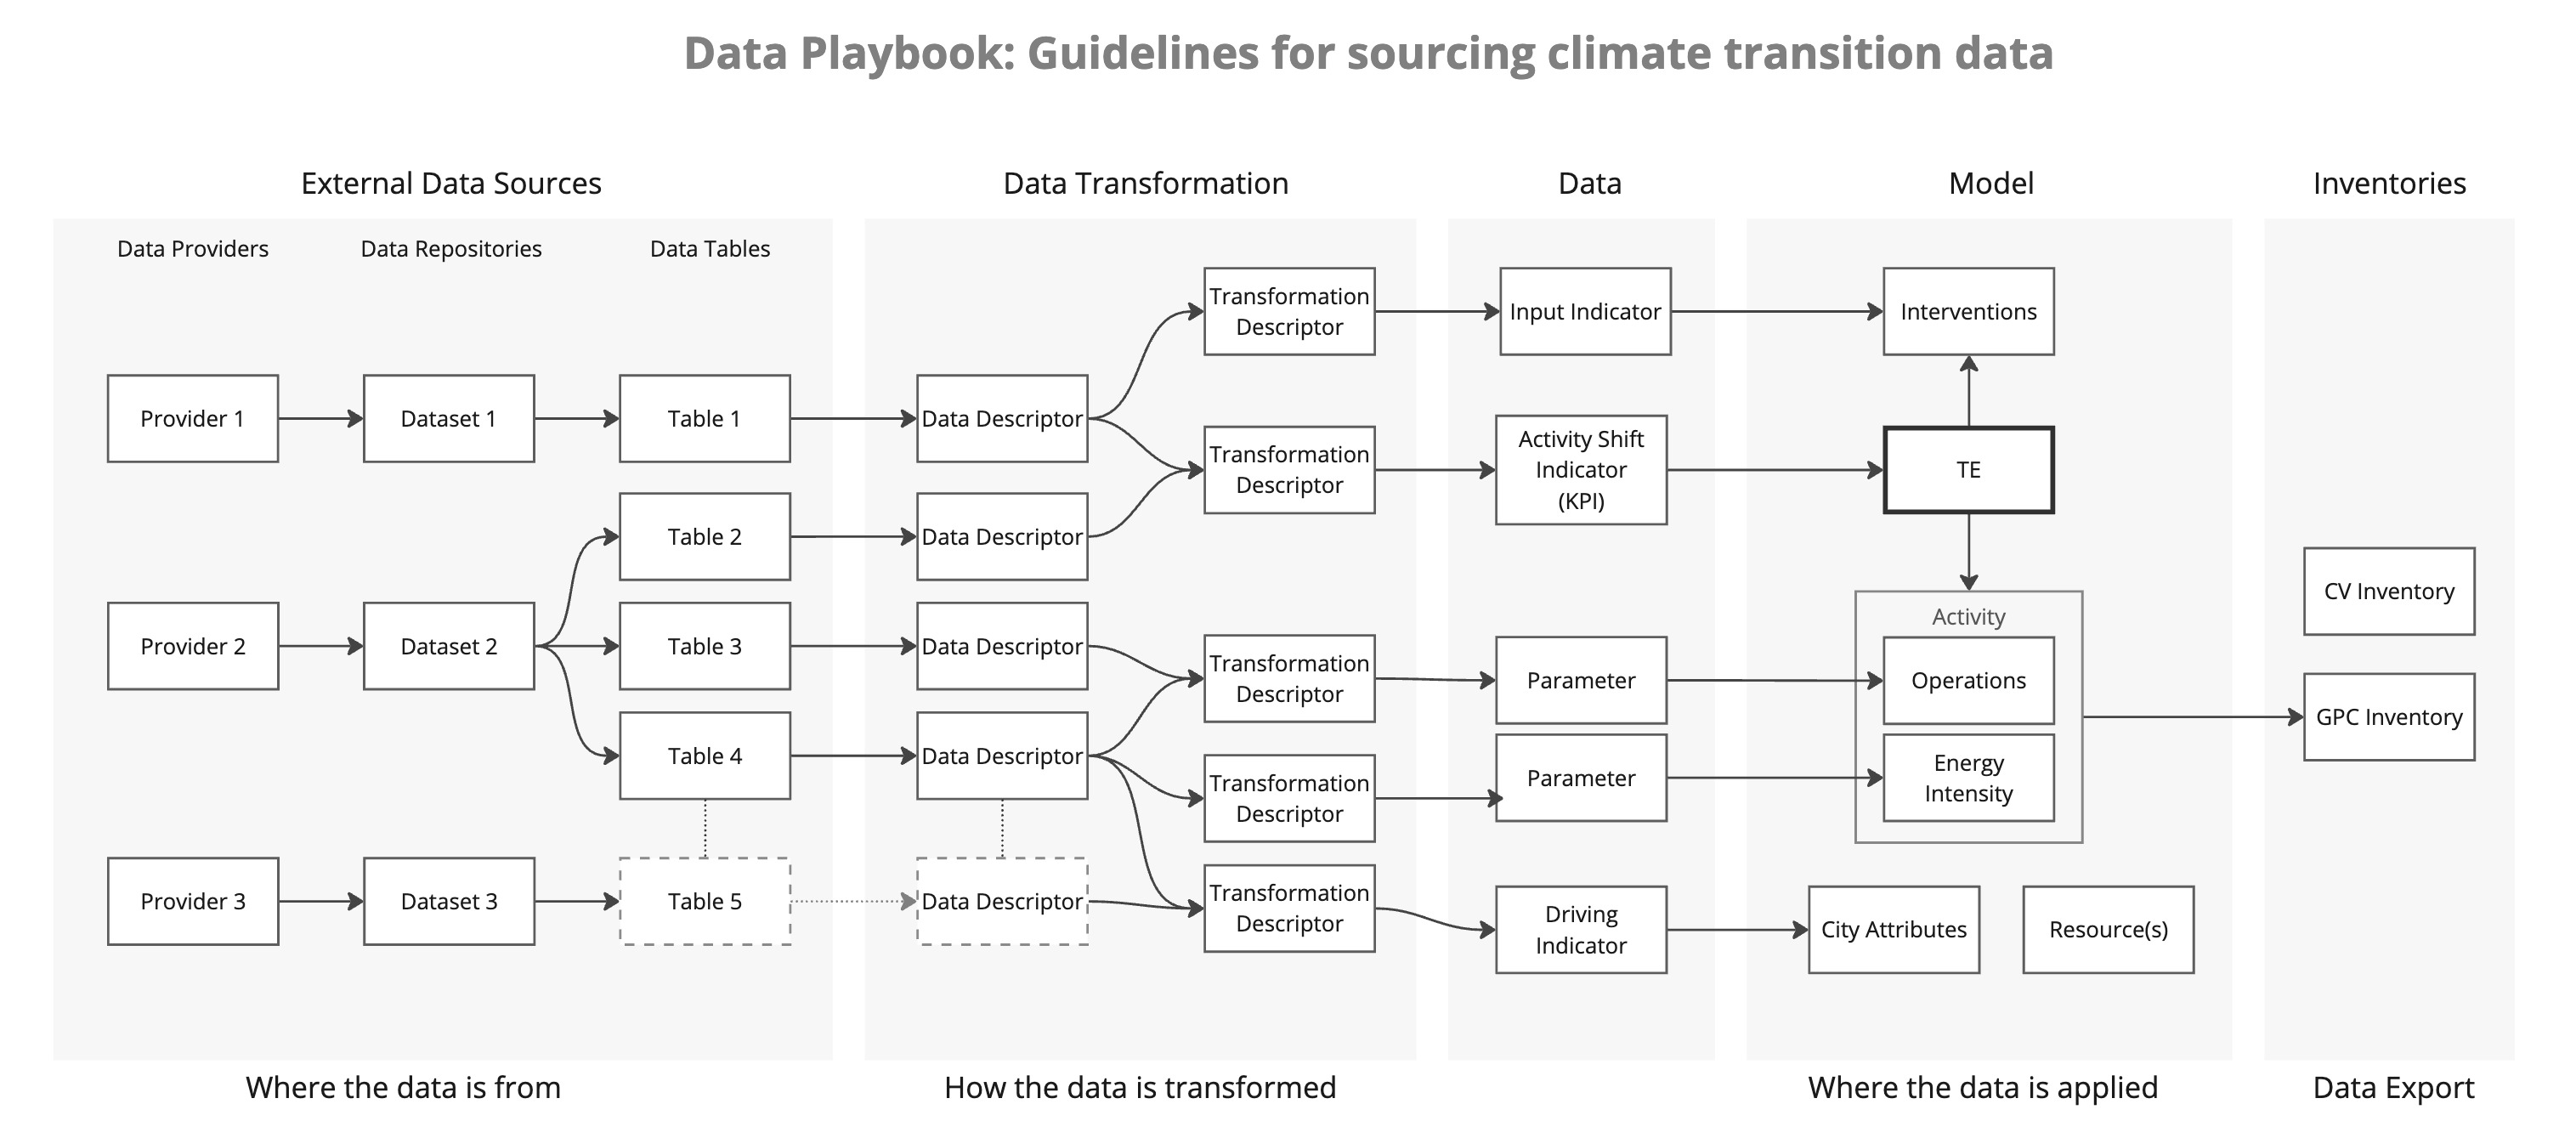 Data Playbook: Guidelines for sourcing climate transition data
External Data Sources
Data Transformation
Data
Model
Inventories
Data Providers
Data Repositories
Data Tables
Provider 1
Dataset 1
Table 1
Table 2
Provider 2
Dataset 2
Table 3
Table 4
Provider 3
Dataset 3
Table 5
Data Descriptor
Data Descriptor
Data Descriptor
Data Descriptor
Data Descriptor
Transformation
Descriptor
Transformation
Descriptor
Transformation
Descriptor
Transformation
Descriptor
Transformation
Descriptor
Input Indicator
Activity Shift
Indicator
(KPI)
Parameter
Parameter
Driving
Indicator
Interventions
TE
Activity
Operations
Energy
Intensity
City Attributes
Resource(s)
CV Inventory
GPC Inventory
Where the data is from
How the data is transformed
Where the data is applied
Data Export